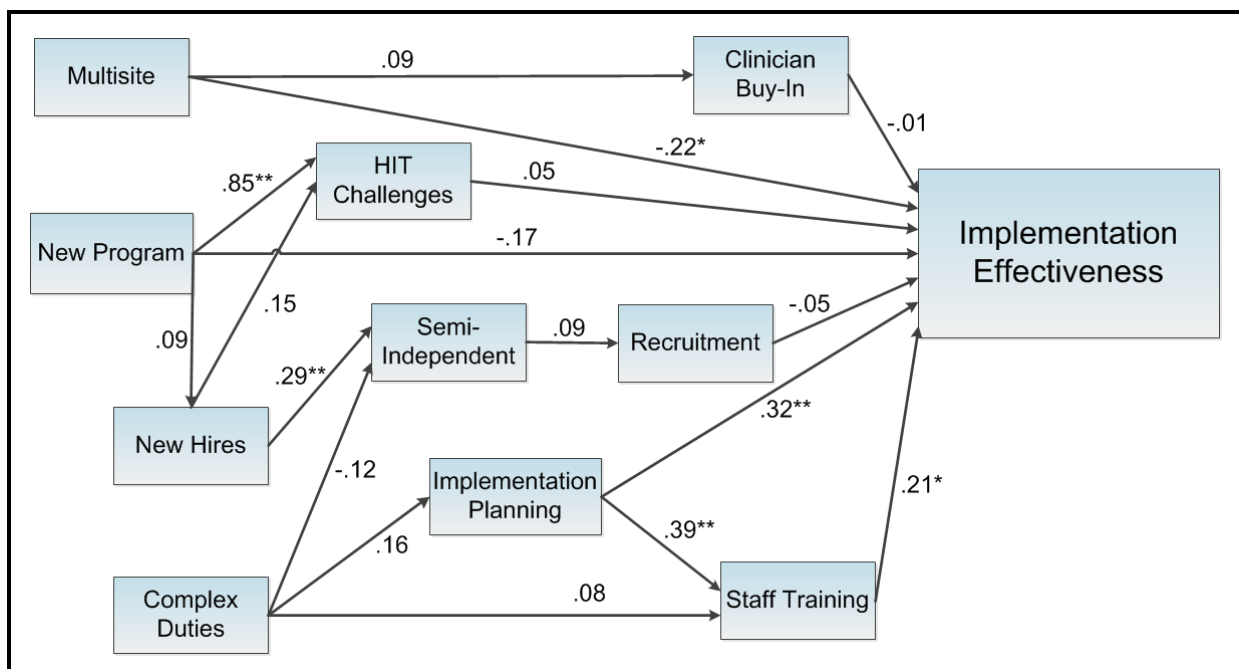 Multisite
.09
Clinician
Buy-In
-.01
-.22*
HIT
Challenges
.85**
.05
New Program
-.17
Implementation
Effectiveness
.15
.09
Semi-
Independent
.09
Recruitment
-.05
.29**
New Hires
-.12
.32**
Implementation
Planning
.16
.39**
.21*
Complex
Duties
.08
Staff Training